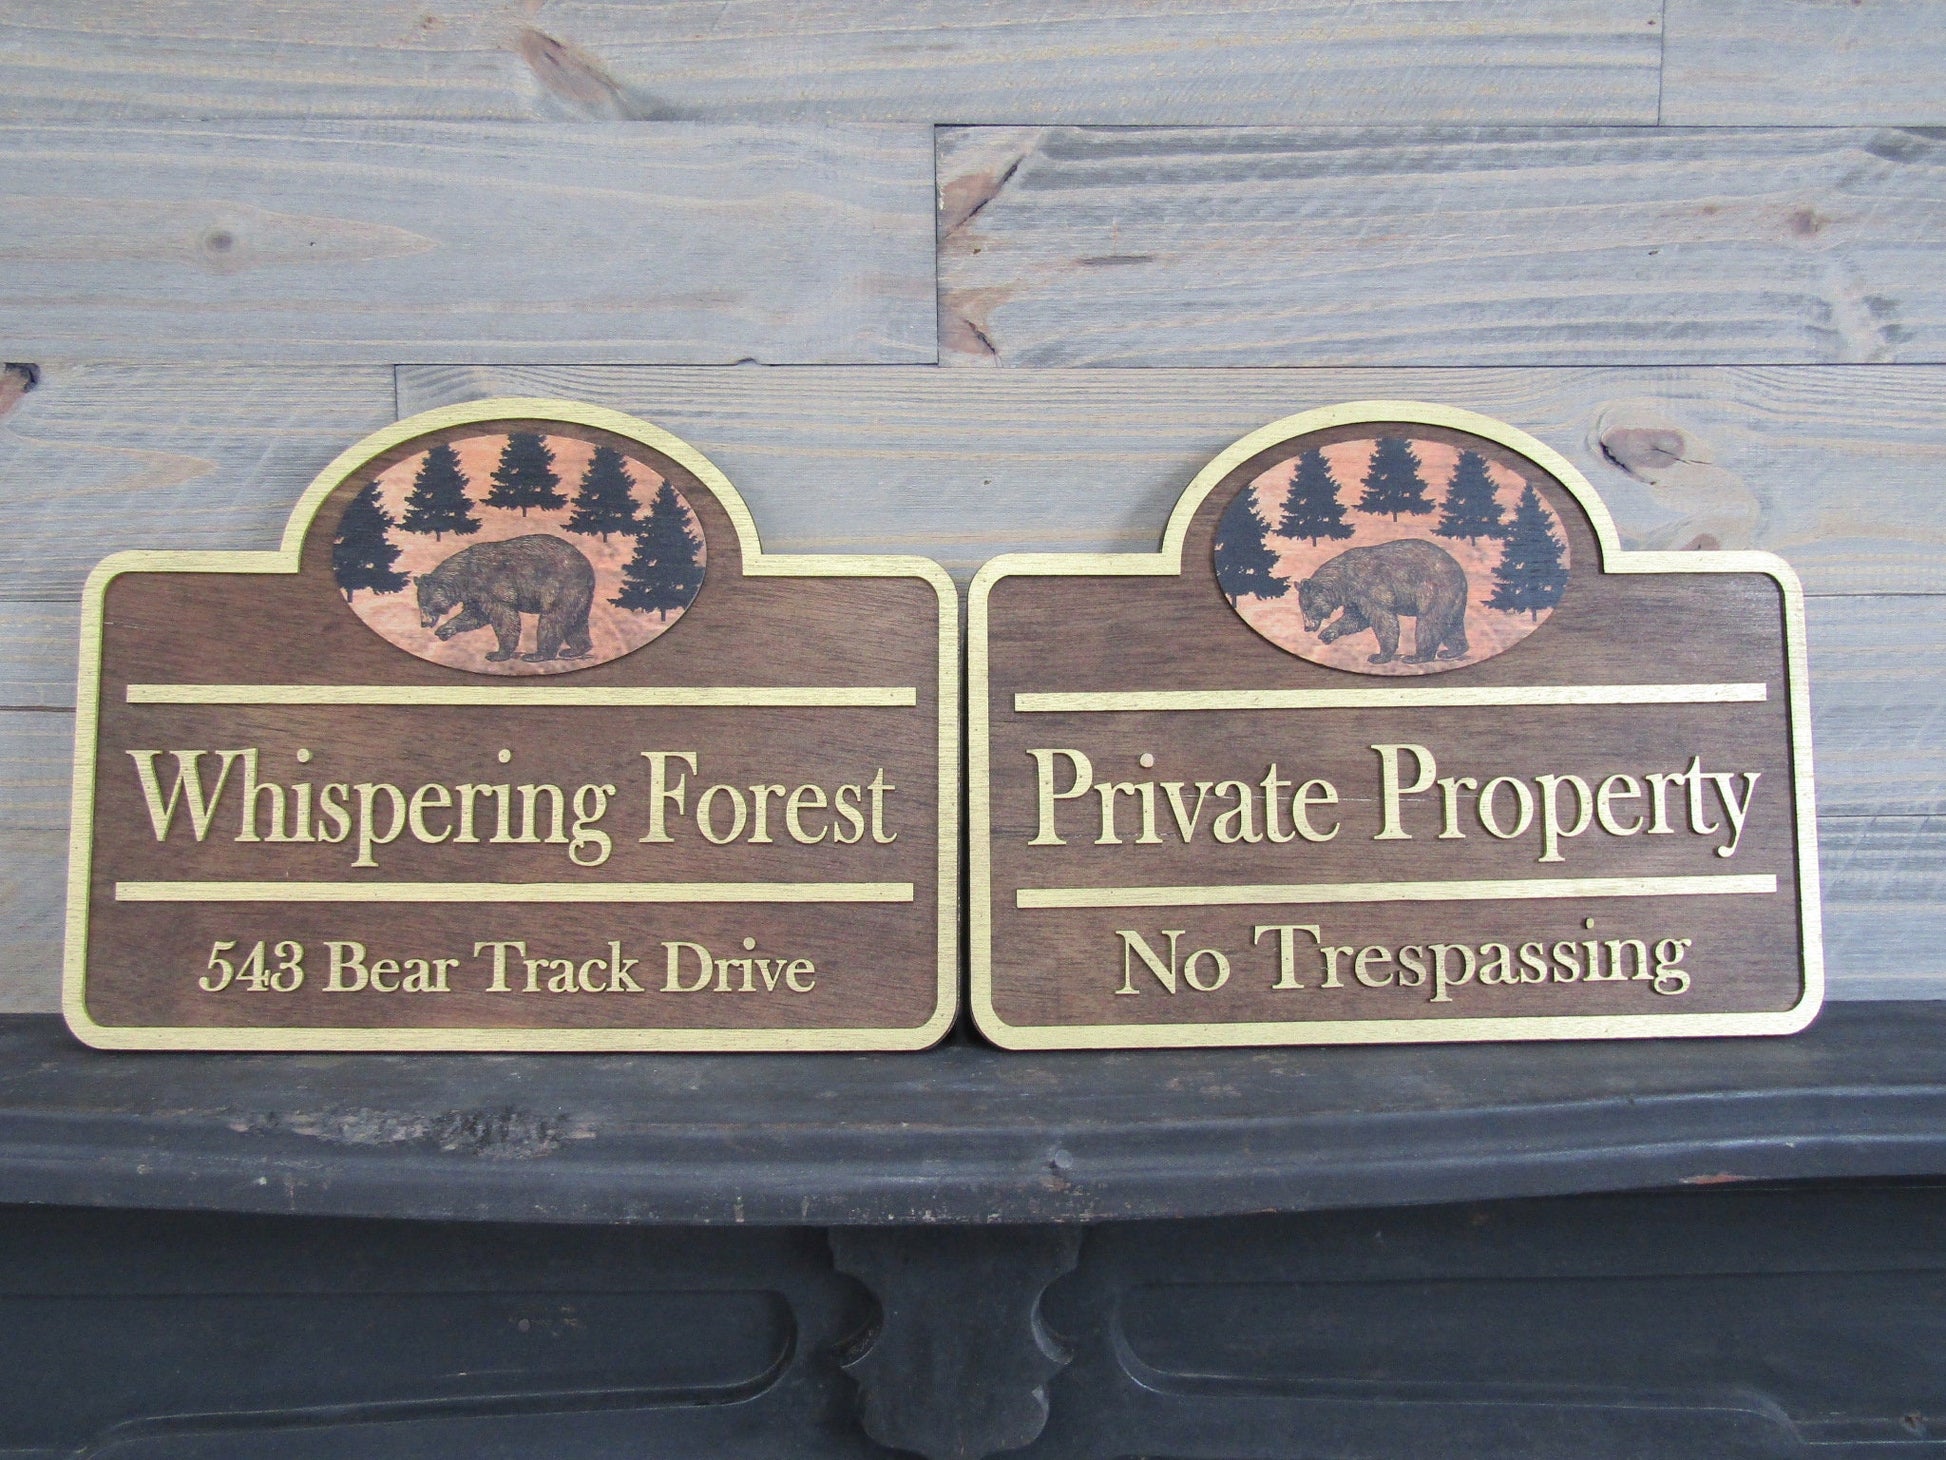 Whispering Forest
543 Bear Track Drive
Private Property
No Trespassing